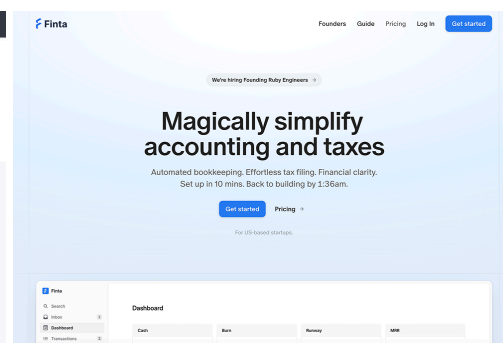 Finta
Founders Guide Pricing Log In Get started
We're hiring Founding Ruby Engineers →
Magically simplify
accounting and taxes
Automated bookkeeping. Effortless tax filing. Financial clarity.
Set up in 10 mins. Back to building by 1:36am.
Get started Pricing →
For US-based startups.
Finta
Search
Inbox
Dashboard
Transactions
Dashboard
Cash Burn Runway MRR